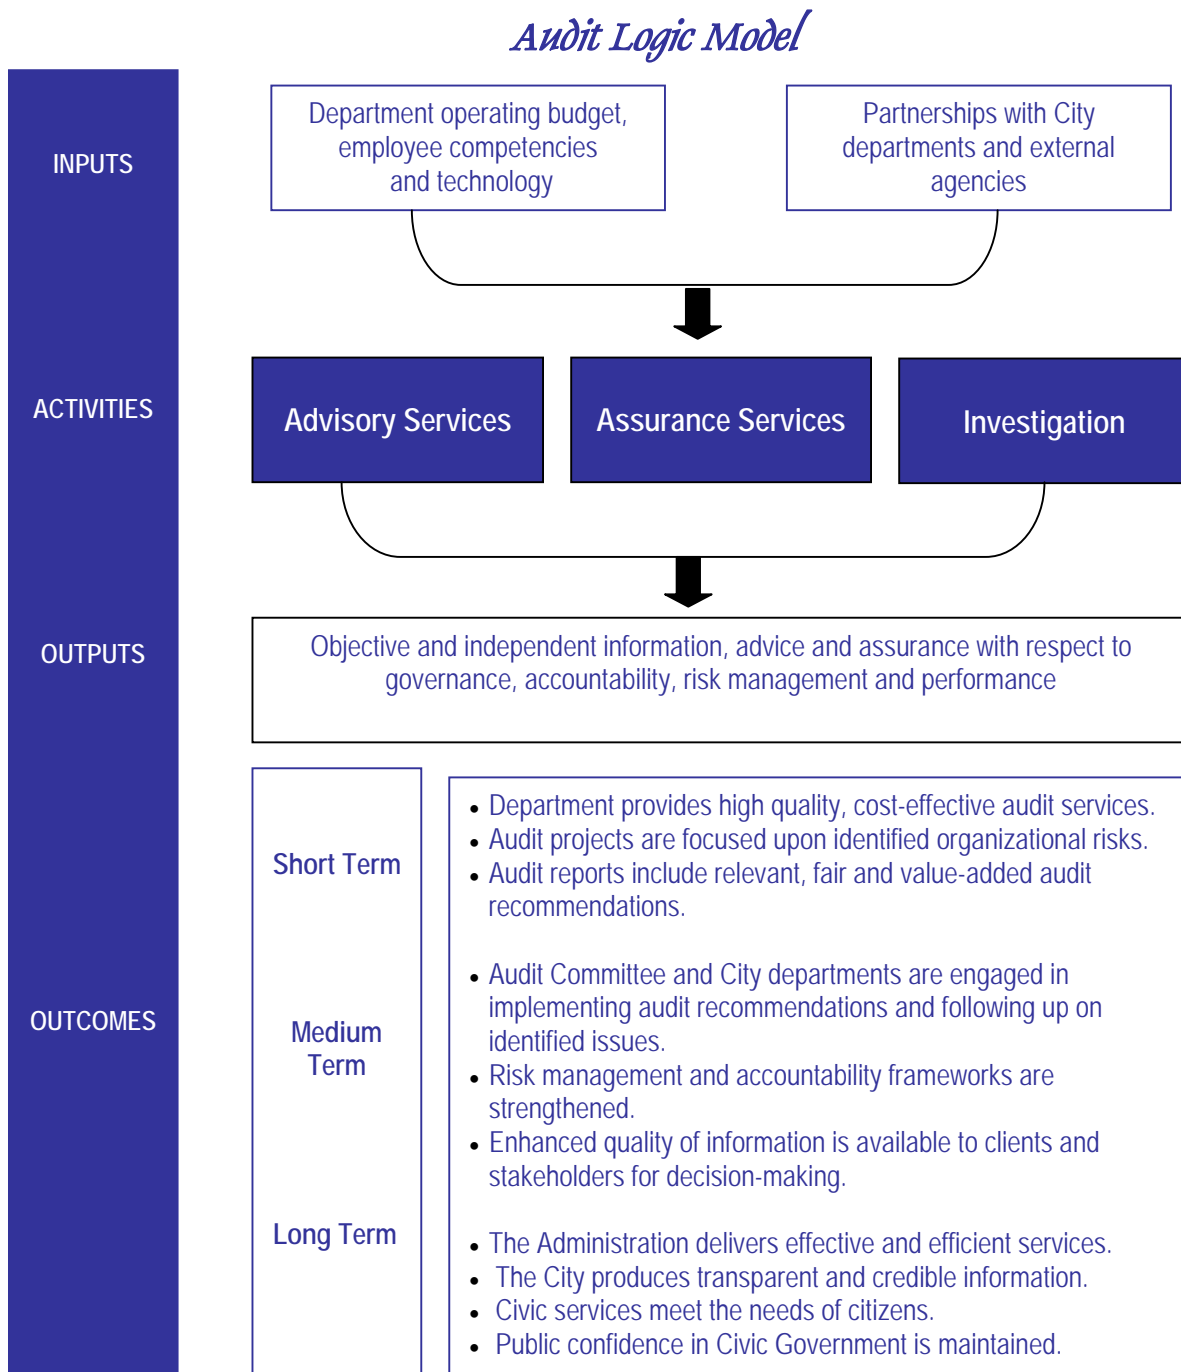 Audit Logic Model
INPUTS
Department operating budget,
employee competencies
and technology
Partnerships with City
departments and external
agencies
ACTIVITIES
Advisory Services
Assurance Services
Investigation
OUTPUTS
Objective and independent information, advice and assurance with respect to
governance, accountability, risk management and performance
OUTCOMES
Short Term
• Department provides high quality, cost-effective audit services.
• Audit projects are focused upon identified organizational risks.
• Audit reports include relevant, fair and value-added audit
recommendations.
Medium
Term
• Audit Committee and City departments are engaged in
implementing audit recommendations and following up on
identified issues.
• Risk management and accountability frameworks are
strengthened.
• Enhanced quality of information is available to clients and
stakeholders for decision-making.
Long Term
• The Administration delivers effective and efficient services.
• The City produces transparent and credible information.
• Civic services meet the needs of citizens.
• Public confidence in Civic Government is maintained.